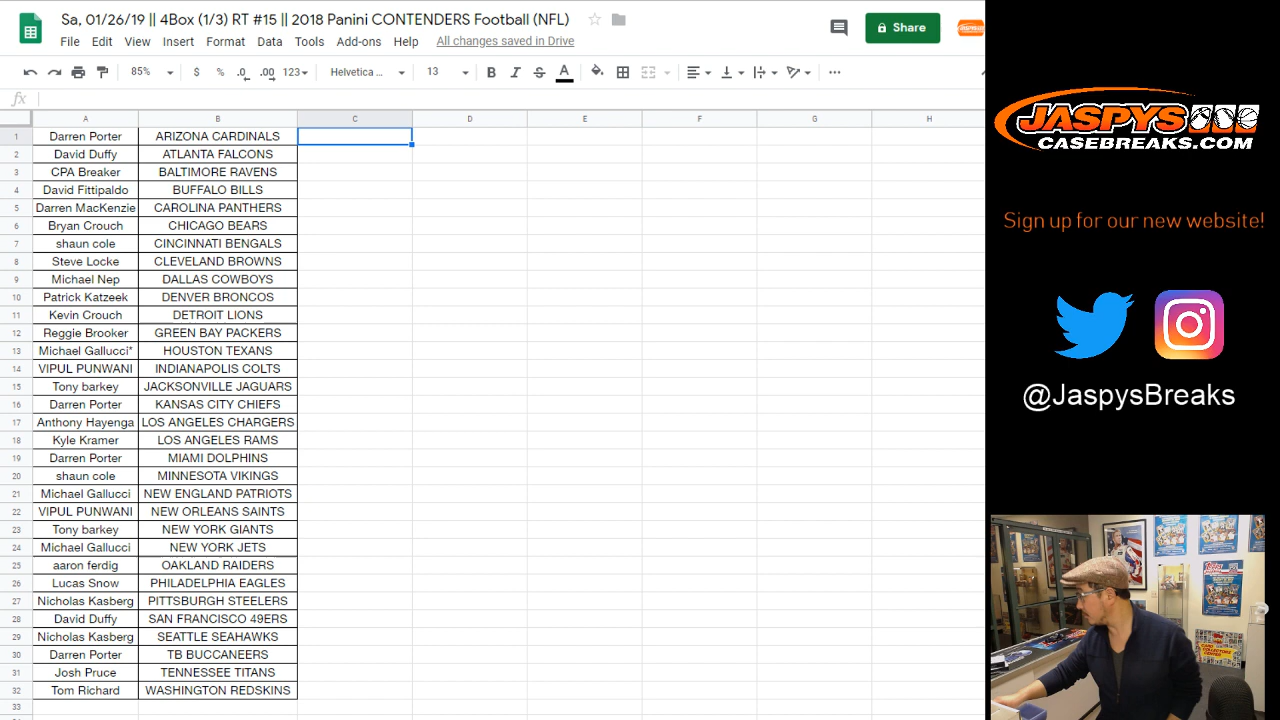 Sa, 01/26/19 || 4Box (1/3) RT #15 || 2018 Panini CONTENDERS Football (NFL)
File Edit View Insert Format Data Tools Add-ons Help All changes saved in Drive
Share
85% $ % .0 .00 123 Helvetica ... 13 B I S A
fx
A B C D E F G H
1 Darren Porter ARIZONA CARDINALS
2 David Duffy ATLANTA FALCONS
3 CPA Breaker BALTIMORE RAVENS
4 David Fittipaldo BUFFALO BILLS
5 Darren MacKenzie CAROLINA PANTHERS
6 Bryan Crouch CHICAGO BEARS
7 shaun cole CINCINNATI BENGALS
8 Steve Locke CLEVELAND BROWNS
9 Michael Nep DALLAS COWBOYS
10 Patrick Katzeek DENVER BRONCOS
11 Kevin Crouch DETROIT LIONS
12 Reggie Brooker GREEN BAY PACKERS
13 Michael Gallucci* HOUSTON TEXANS
14 VIPUL PUNWANI INDIANAPOLIS COLTS
15 Tony barkey JACKSONVILLE JAGUARS
16 Darren Porter KANSAS CITY CHIEFS
17 Anthony Hayenga LOS ANGELES CHARGERS
18 Kyle Kramer LOS ANGELES RAMS
19 Darren Porter MIAMI DOLPHINS
20 shaun cole MINNESOTA VIKINGS
21 Michael Gallucci NEW ENGLAND PATRIOTS
22 VIPUL PUNWANI NEW ORLEANS SAINTS
23 Tony barkey NEW YORK GIANTS
24 Michael Gallucci NEW YORK JETS
25 aaron ferdig OAKLAND RAIDERS
26 Lucas Snow PHILADELPHIA EAGLES
27 Nicholas Kasberg PITTSBURGH STEELERS
28 David Duffy SAN FRANCISCO 49ERS
29 Nicholas Kasberg SEATTLE SEAHAWKS
30 Darren Porter TB BUCCANEERS
31 Josh Pruce TENNESSEE TITANS
32 Tom Richard WASHINGTON REDSKINS
33
JASPYS
CASEBREAKS.COM
Sign up for our new website!
@JaspysBreaks
Topps